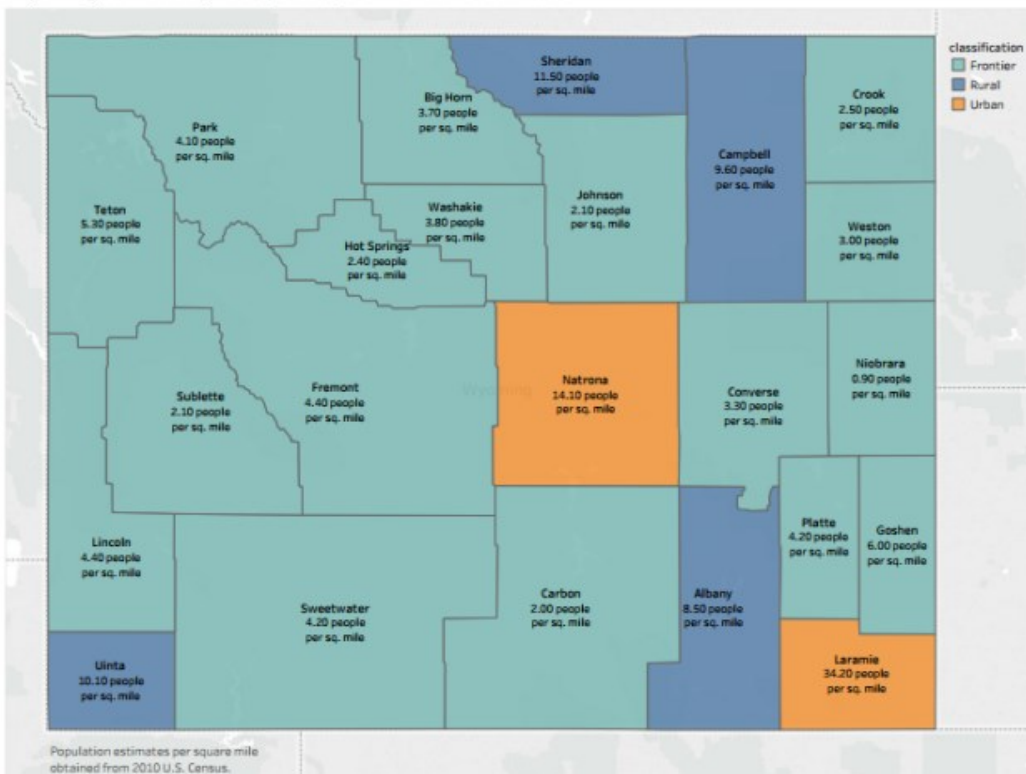 classification
Frontier
Rural
Urban
Sheridan
11.50 people
per sq. mile
Big Horn
3.70 people
per sq. mile
Crook
2.50 people
per sq. mile
Park
4.10 people
per sq. mile
Campbell
9.60 people
per sq. mile
Johnson
2.10 people
per sq. mile
Washakie
3.80 people
per sq. mile
Teton
5.30 people
per sq. mile
Weston
3.00 people
per sq. mile
Hot Springs
2.40 people
per sq. mile
Niobrara
0.90 people
per sq. mile
Natrona
14.10 people
per sq. mile
Wyoming
Fremont
4.40 people
per sq. mile
Sublette
2.10 people
per sq. mile
Converse
3.30 people
per sq. mile
Platte
4.20 people
per sq. mile
Goshen
6.00 people
per sq. mile
Lincoln
4.40 people
per sq. mile
Carbon
2.00 people
per sq. mile
Albany
8.50 people
per sq. mile
Sweetwater
4.20 people
per sq. mile
Uinta
10.10 people
per sq. mile
Laramie
34.20 people
per sq. mile
Population estimates per square mile
obtained from 2010 U.S. Census.